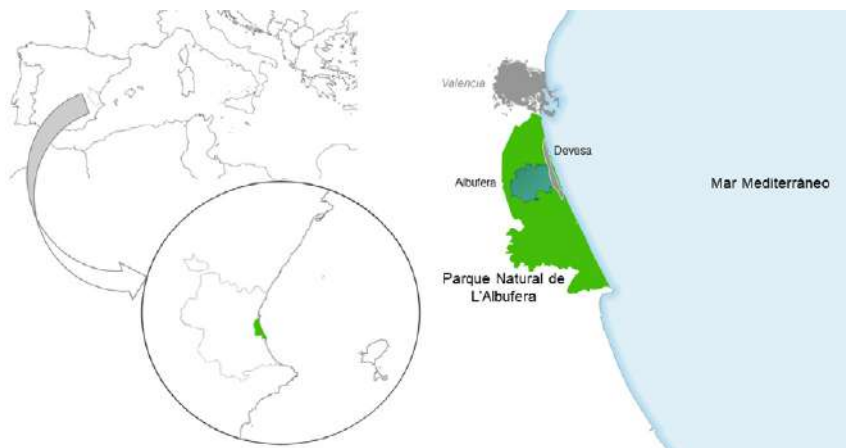 Valencia
Devesa
Albufera
Mar Mediterráneo
Parque Natural de
L'Albufera